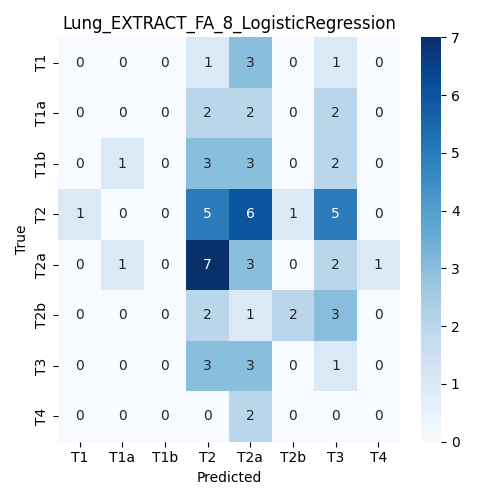 Lung_EXTRACT_FA_8_LogisticRegression
T1 0 0 0 1 3 0 1 0
T1a 0 0 0 2 2 0 2 0
T1b 0 1 0 3 3 0 2 0
T2 1 0 0 5 6 1 5 0
T2a 0 1 0 7 3 0 2 1
T2b 0 0 0 2 1 2 3 0
T3 0 0 0 3 3 0 1 0
T4 0 0 0 0 2 0 0 0
T1 T1a T1b T2 T2a T2b T3 T4
Predicted
True
7
6
5
4
3
2
1
0